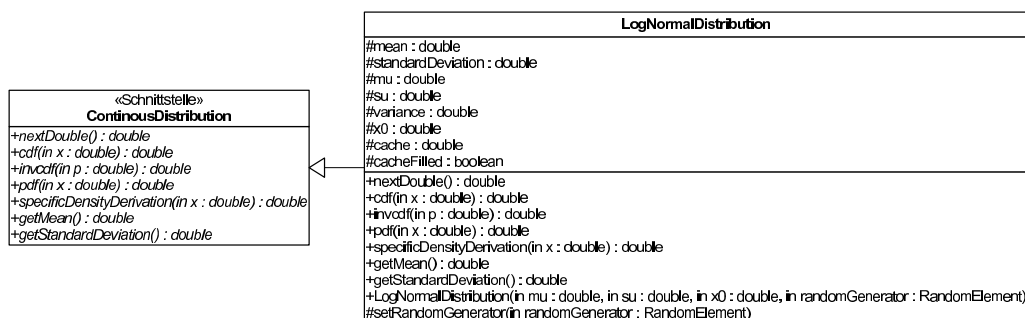 «Schnittstelle»
ContinousDistribution
+nextDouble() : double
+cdf(in x : double) : double
+invcdf(in p : double) : double
+pdf(in x : double) : double
+specificDensityDerivation(in x : double) : double
+getMean() : double
+getStandardDeviation() : double
LogNormalDistribution
#mean : double
#standardDeviation : double
#mu : double
#su : double
#variance : double
#x0 : double
#cache : double
#cacheFilled : boolean
+nextDouble() : double
+cdf(in x : double) : double
+invcdf(in p : double) : double
+pdf(in x : double) : double
+specificDensityDerivation(in x : double) : double
+getMean() : double
+getStandardDeviation() : double
+LogNormalDistribution(in mu : double, in su : double, in x0 : double, in randomGenerator : RandomElement)
#setRandomGenerator(in randomGenerator : RandomElement)